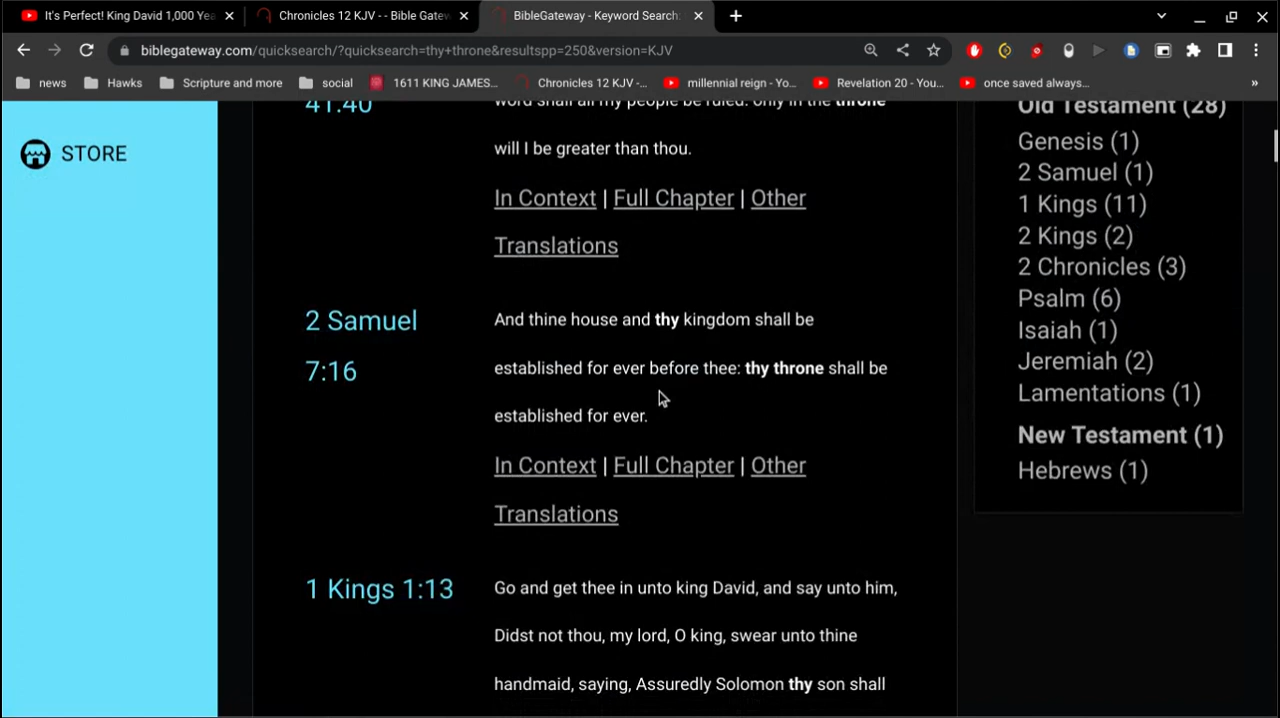 It's Perfect! King David 1,000 Yea
Chronicles 12 KJV - - Bible Gatew
BibleGateway - Keyword Search:
biblegateway.com/quicksearch/?quicksearch=thy+throne&resultspp=250&version=KJV
news
Hawks
Scripture and more
social
1611 KING JAMES...
Chronicles 12 KJV -...
millennial reign - Yo...
Revelation 20 - You...
once saved always...
»
STORE
41:40
word shall all my people be ruled: only in the throne
will I be greater than thou.
In Context | Full Chapter | Other
Translations
2 Samuel
7:16
And thine house and thy kingdom shall be
established for ever before thee: thy throne shall be
established for ever.
In Context | Full Chapter | Other
Translations
1 Kings 1:13
Go and get thee in unto king David, and say unto him,
Didst not thou, my lord, O king, swear unto thine
handmaid, saying, Assuredly Solomon thy son shall
Old Testament (28)
Genesis (1)
2 Samuel (1)
1 Kings (11)
2 Kings (2)
2 Chronicles (3)
Psalm (6)
Isaiah (1)
Jeremiah (2)
Lamentations (1)
New Testament (1)
Hebrews (1)